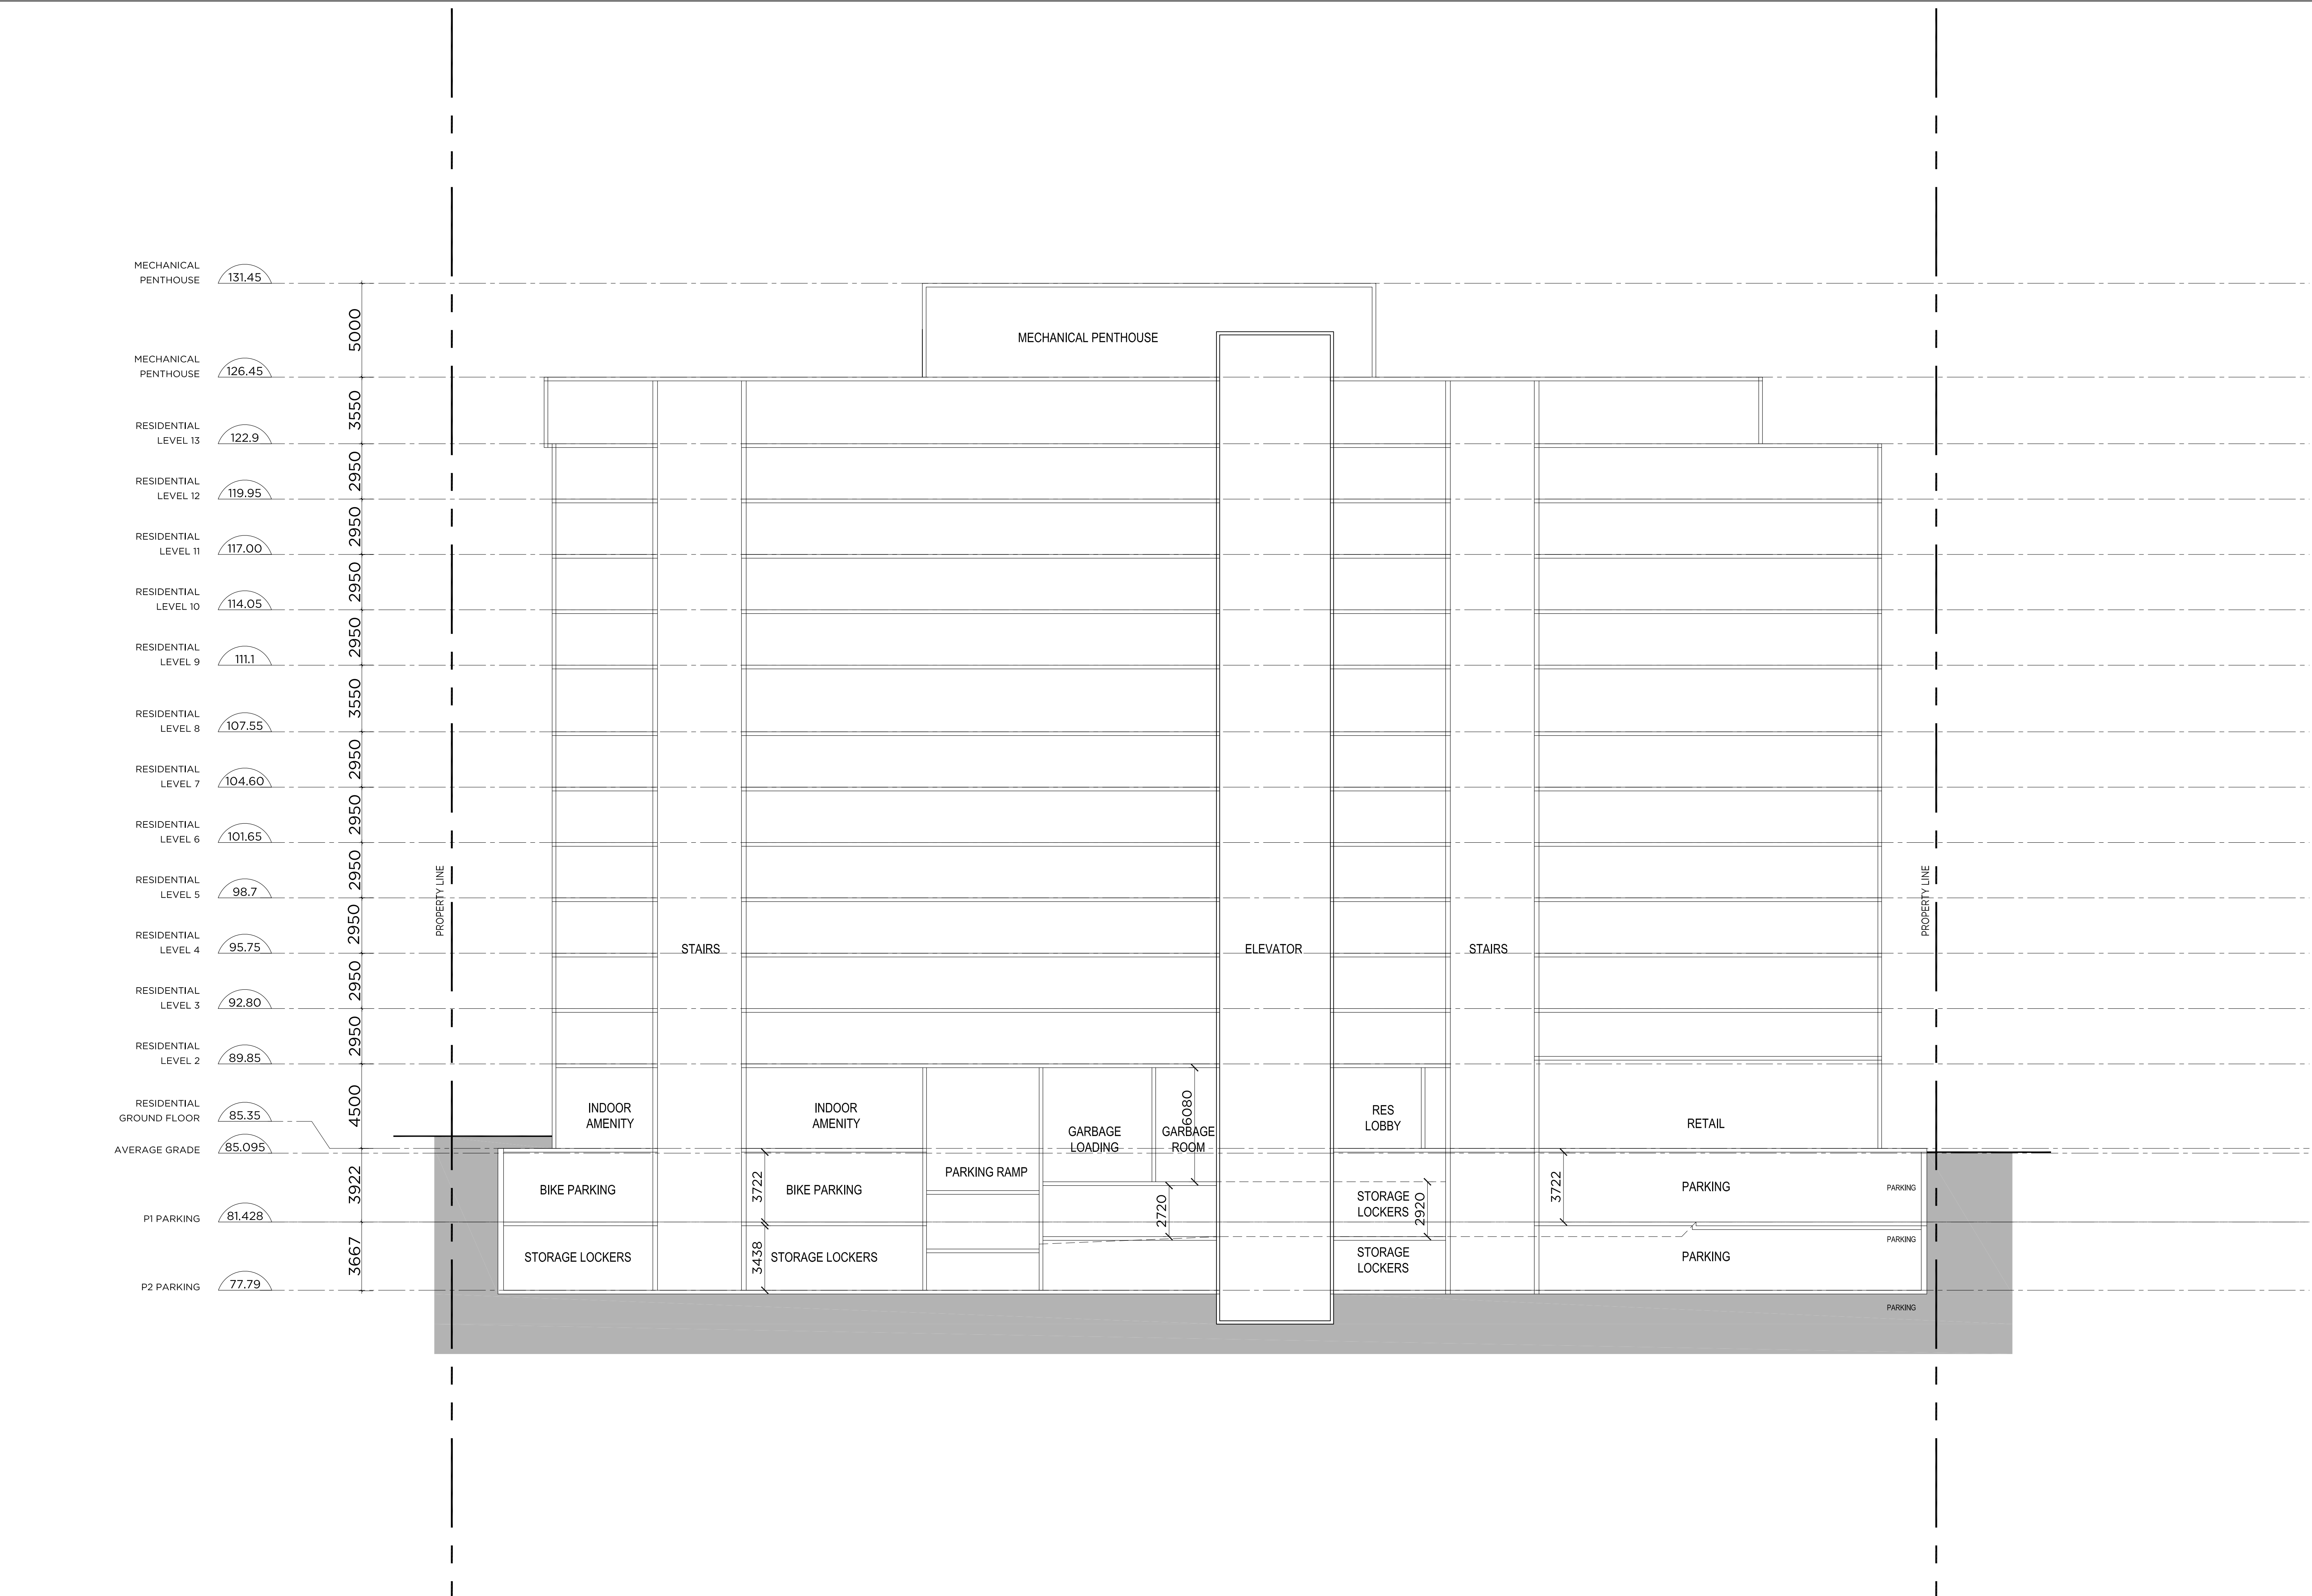 MECHANICAL
PENTHOUSE
131.45
5000
MECHANICAL PENTHOUSE
MECHANICAL
PENTHOUSE
126.45
3550
RESIDENTIAL
LEVEL 13
122.9
2950
RESIDENTIAL
LEVEL 12
119.95
2950
RESIDENTIAL
LEVEL 11
117.00
2950
RESIDENTIAL
LEVEL 10
114.05
2950
RESIDENTIAL
LEVEL 9
111.1
3550
RESIDENTIAL
LEVEL 8
107.55
2950
RESIDENTIAL
LEVEL 7
104.60
2950
RESIDENTIAL
LEVEL 6
101.65
2950
RESIDENTIAL
LEVEL 5
98.7
2950
PROPERTY LINE
PROPERTY LINE
RESIDENTIAL
LEVEL 4
95.75
STAIRS
ELEVATOR
STAIRS
2950
RESIDENTIAL
LEVEL 3
92.80
2950
RESIDENTIAL
LEVEL 2
89.85
4500
RESIDENTIAL
GROUND FLOOR
85.35
INDOOR
AMENITY
INDOOR
AMENITY
GARBAGE
LOADING
6080
GARBAGE
ROOM
RES
LOBBY
RETAIL
AVERAGE GRADE
85.095
3922
BIKE PARKING
3722
BIKE PARKING
PARKING RAMP
2720
STORAGE
LOCKERS
2920
3722
PARKING
PARKING
P1 PARKING
81.428
3667
STORAGE LOCKERS
3438
STORAGE LOCKERS
STORAGE
LOCKERS
PARKING
PARKING
P2 PARKING
77.79
PARKING